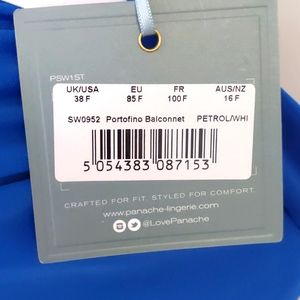 PSW1ST
UK/USA EU FR AUS/NZ
38 F 85 F 100 F 16 F
SW0952 Portofino Balconnet PETROL/WHI
5 054383 087153
CRAFTED FOR FIT. STYLED FOR COMFORT.
www.panache-lingerie.com
@LovePanache